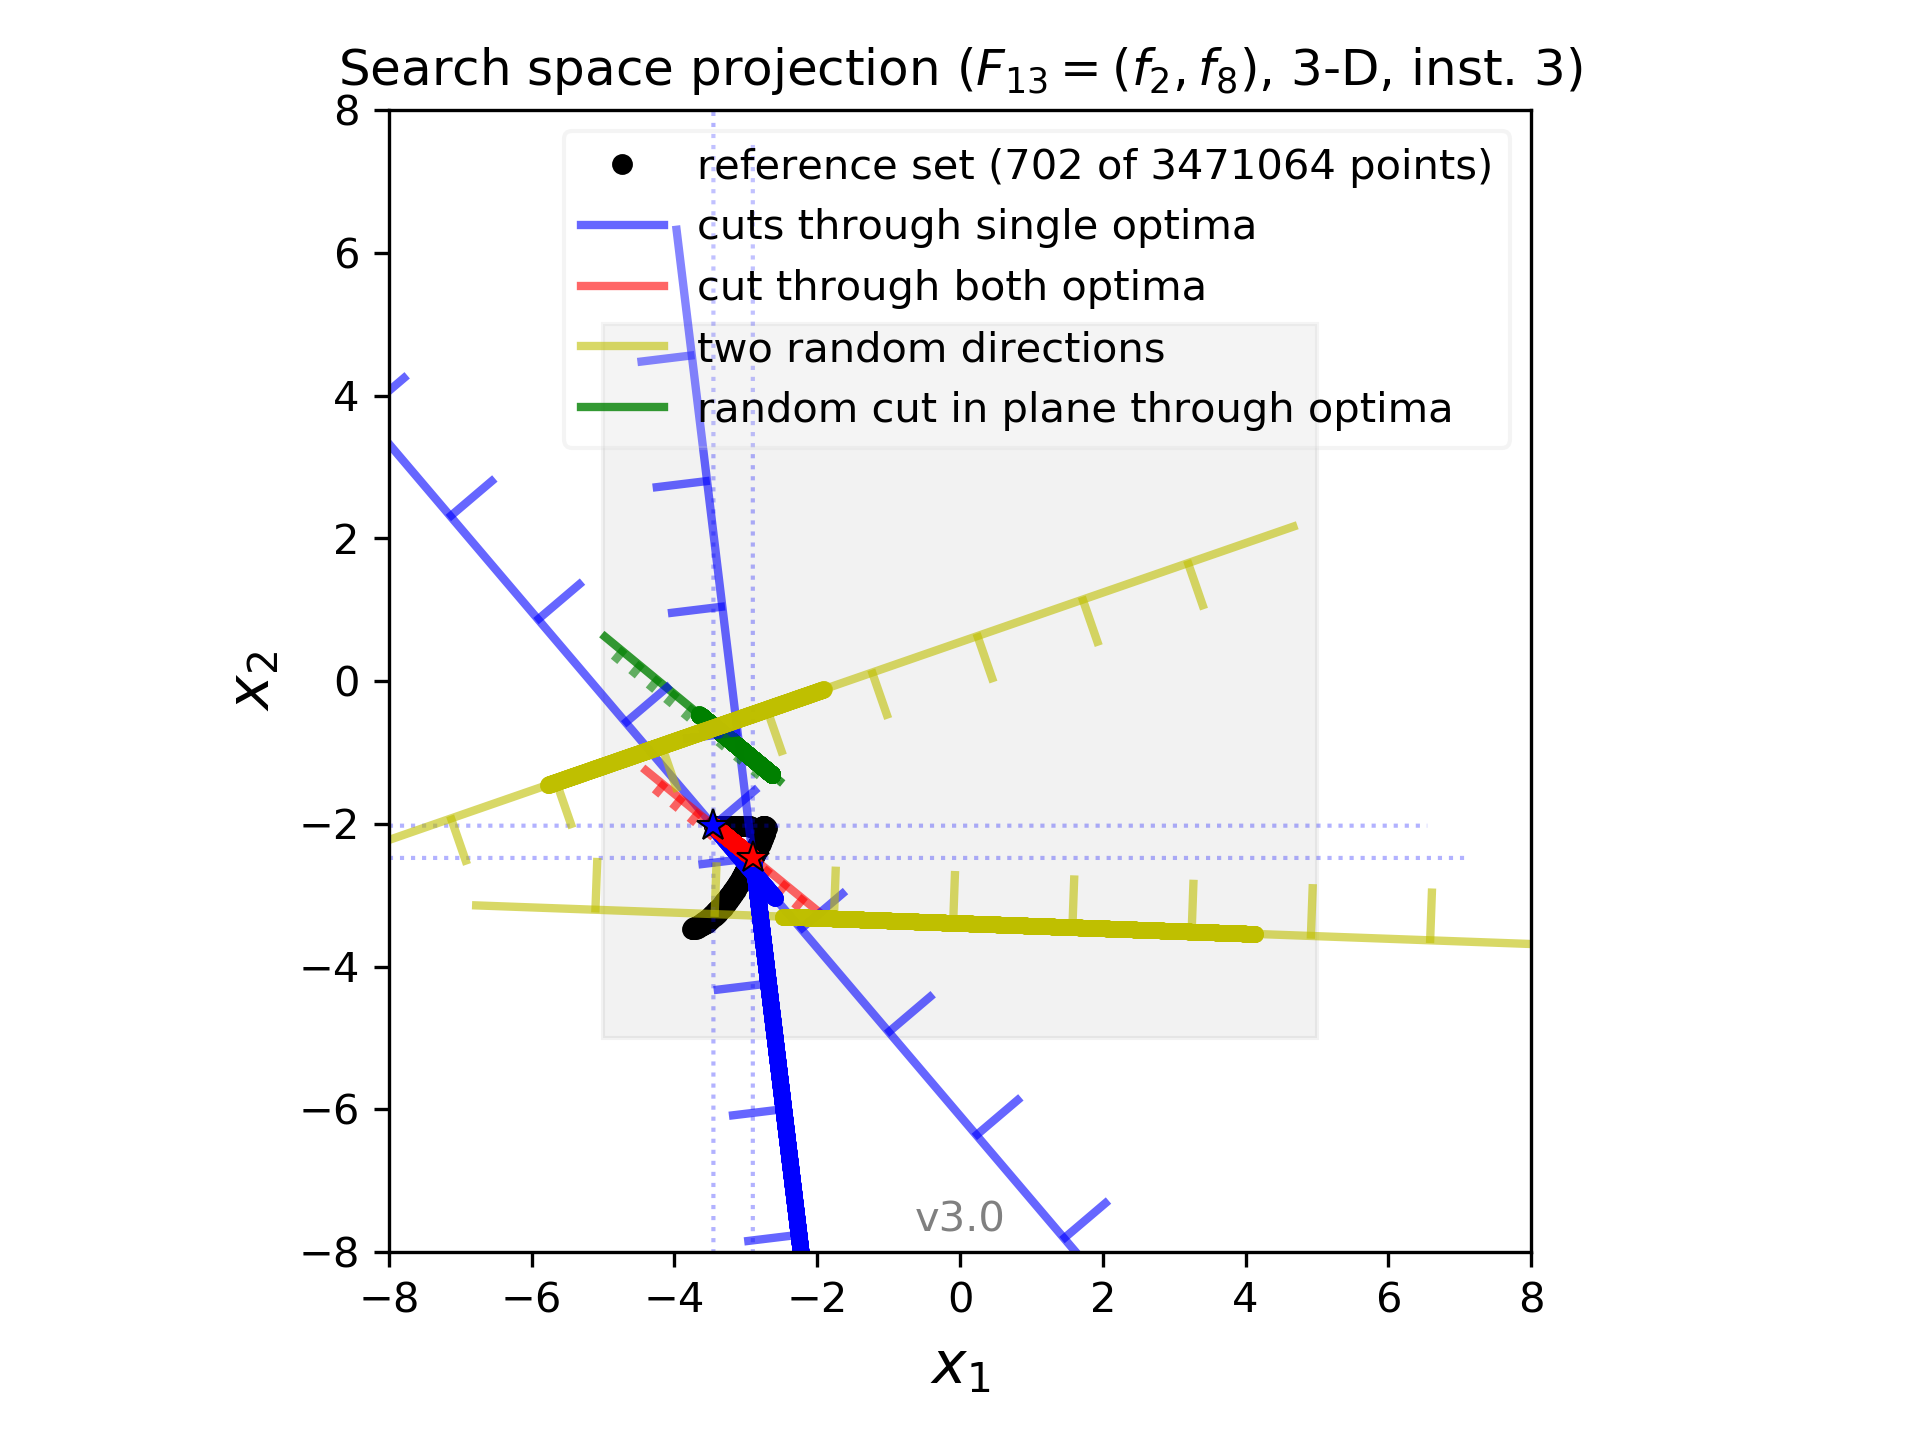 Search space projection (F₁₃ = (f₂, f₈), 3-D, inst. 3)
reference set (702 of 3471064 points)
cuts through single optima
cut through both optima
two random directions
random cut in plane through optima
8
6
4
2
0
−2
−4
−6
−8
x₂
v3.0
−8 −6 −4 −2 0 2 4 6 8
x₁